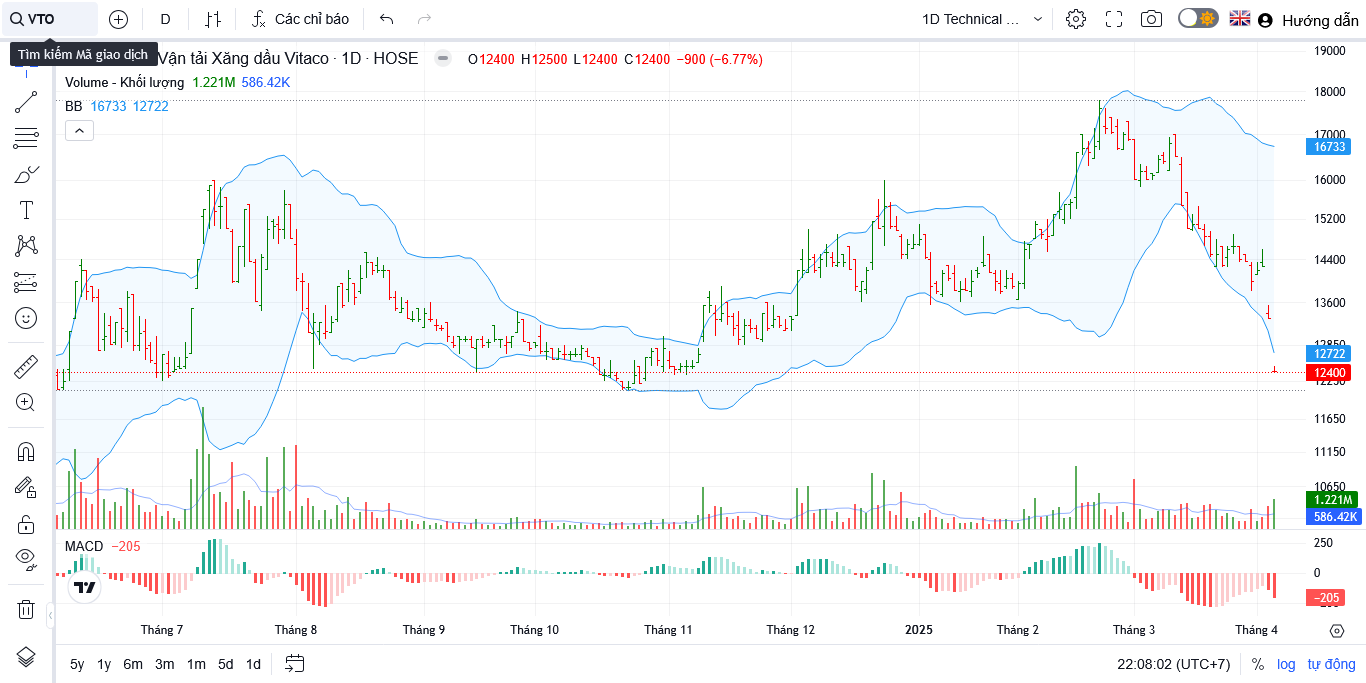 VTO
D
Các chỉ báo
1D Technical ...
Hướng dẫn
Tìm kiếm Mã giao dịch
Vận tải Xăng dầu Vitaco · 1D · HOSE
O12400 H12500 L12400 C12400 −900 (−6.77%)
Volume - Khối lượng 1.221M 586.42K
BB 16733 12722
19000
18000
17000
16733
16000
15200
14400
13600
12722
12400
11650
11150
10650
1.221M
586.42K
MACD −205
250
0
−205
Tháng 7
Tháng 8
Tháng 9
Tháng 10
Tháng 11
Tháng 12
2025
Tháng 2
Tháng 3
Tháng 4
5y 1y 6m 3m 1m 5d 1d
22:08:02 (UTC+7)
% log tự động